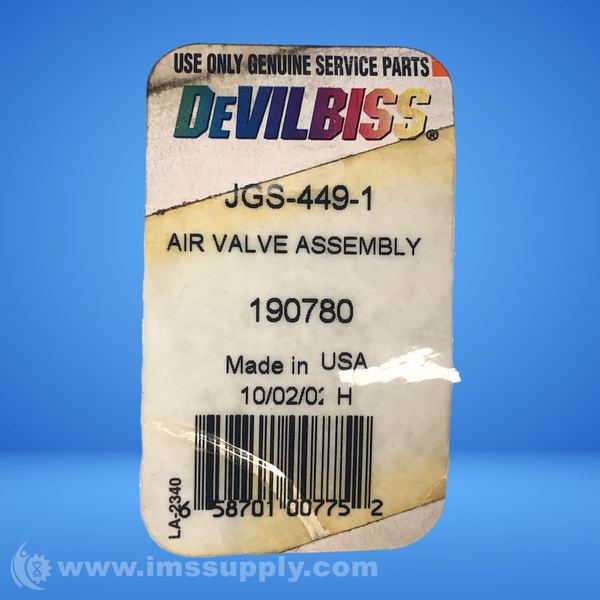 USE ONLY GENUINE SERVICE PARTS
DEVILBISS®
JGS-449-1
AIR VALVE ASSEMBLY
190780
Made in USA
10/02/02 H
LA-2340
6 58701 00775 2
www.imssupply.com